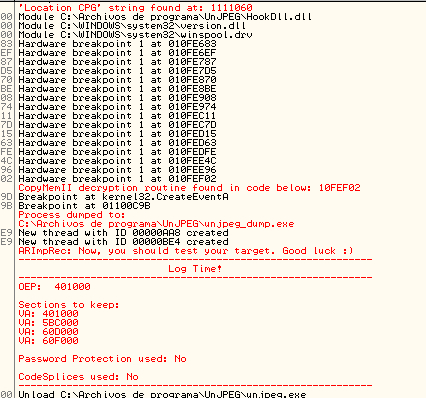 'Location CPG' string found at: 1111060
00 Module C:\Archivos de programa\UnJPEG\HookDll.dll
00 Module C:\WINDOWS\system32\version.dll
00 Module C:\WINDOWS\system32\winspool.drv
83 Hardware breakpoint 1 at 010FE683
EF Hardware breakpoint 1 at 010FE6EF
87 Hardware breakpoint 1 at 010FE787
D5 Hardware breakpoint 1 at 010FE7D5
70 Hardware breakpoint 1 at 010FE870
BE Hardware breakpoint 1 at 010FE8BE
08 Hardware breakpoint 1 at 010FE908
74 Hardware breakpoint 1 at 010FE974
11 Hardware breakpoint 1 at 010FEC11
7D Hardware breakpoint 1 at 010FEC7D
15 Hardware breakpoint 1 at 010FED15
63 Hardware breakpoint 1 at 010FED63
FE Hardware breakpoint 1 at 010FEDFE
4C Hardware breakpoint 1 at 010FEE4C
96 Hardware breakpoint 1 at 010FEE96
02 Hardware breakpoint 1 at 010FEF02
CopyMemII decryption routine found in code below: 10FEF02
9D Breakpoint at kernel32.CreateEventA
9B Breakpoint at 01100C9B
Process dumped to:
C:\Archivos de programa\UnJPEG\unjpeg_dump.exe
E9 New thread with ID 00000AA8 created
E9 New thread with ID 00000BE4 created
ARImpRec: Now, you should test your target. Good luck :)
------------------------------------------------------------
Log Time!
------------------------------------------------------------
OEP: 401000
Sections to keep:
VA: 401000
VA: 5BC000
VA: 60D000
VA: 60F000
Password Protection used: No
CodeSplices used: No
------------------------------------------------------------
00 Unload C:\Archivos de programa\UnJPEG\unjpeg.exe